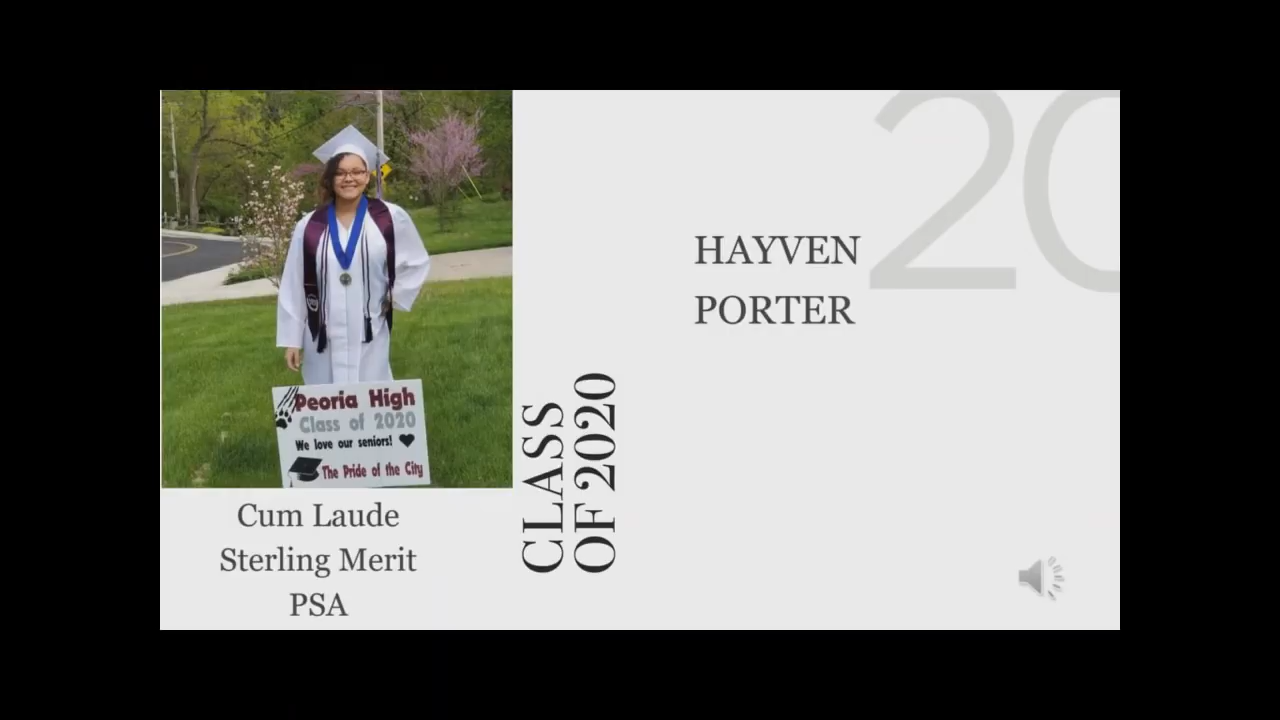 20
HAYVEN
PORTER
CLASS
OF 2020
Peoria High
Class of 2020
We love our seniors!
The Pride of the City
Cum Laude
Sterling Merit
PSA